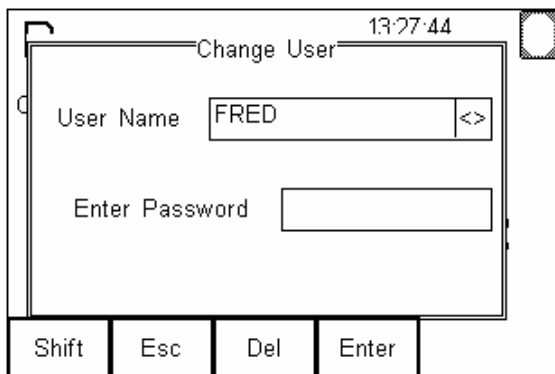 13:27:44
Change User
User Name FRED <>
Enter Password
Shift Esc Del Enter